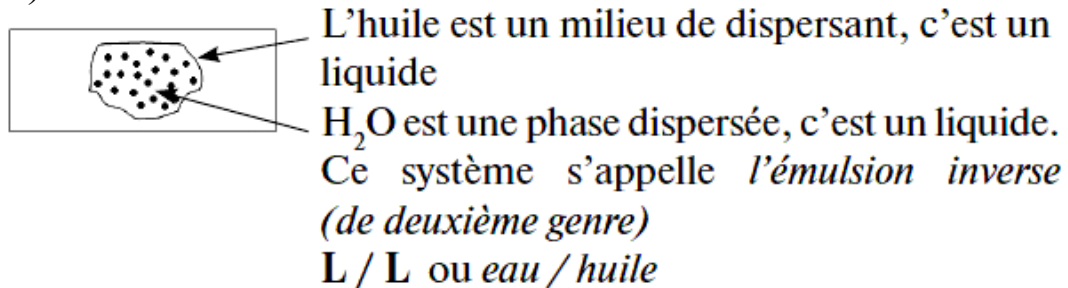 )
L’huile est un milieu de dispersant, c’est un
liquide
H₂O est une phase dispersée, c’est un liquide.
Ce système s’appelle l’émulsion inverse
(de deuxième genre)
L / L ou eau / huile